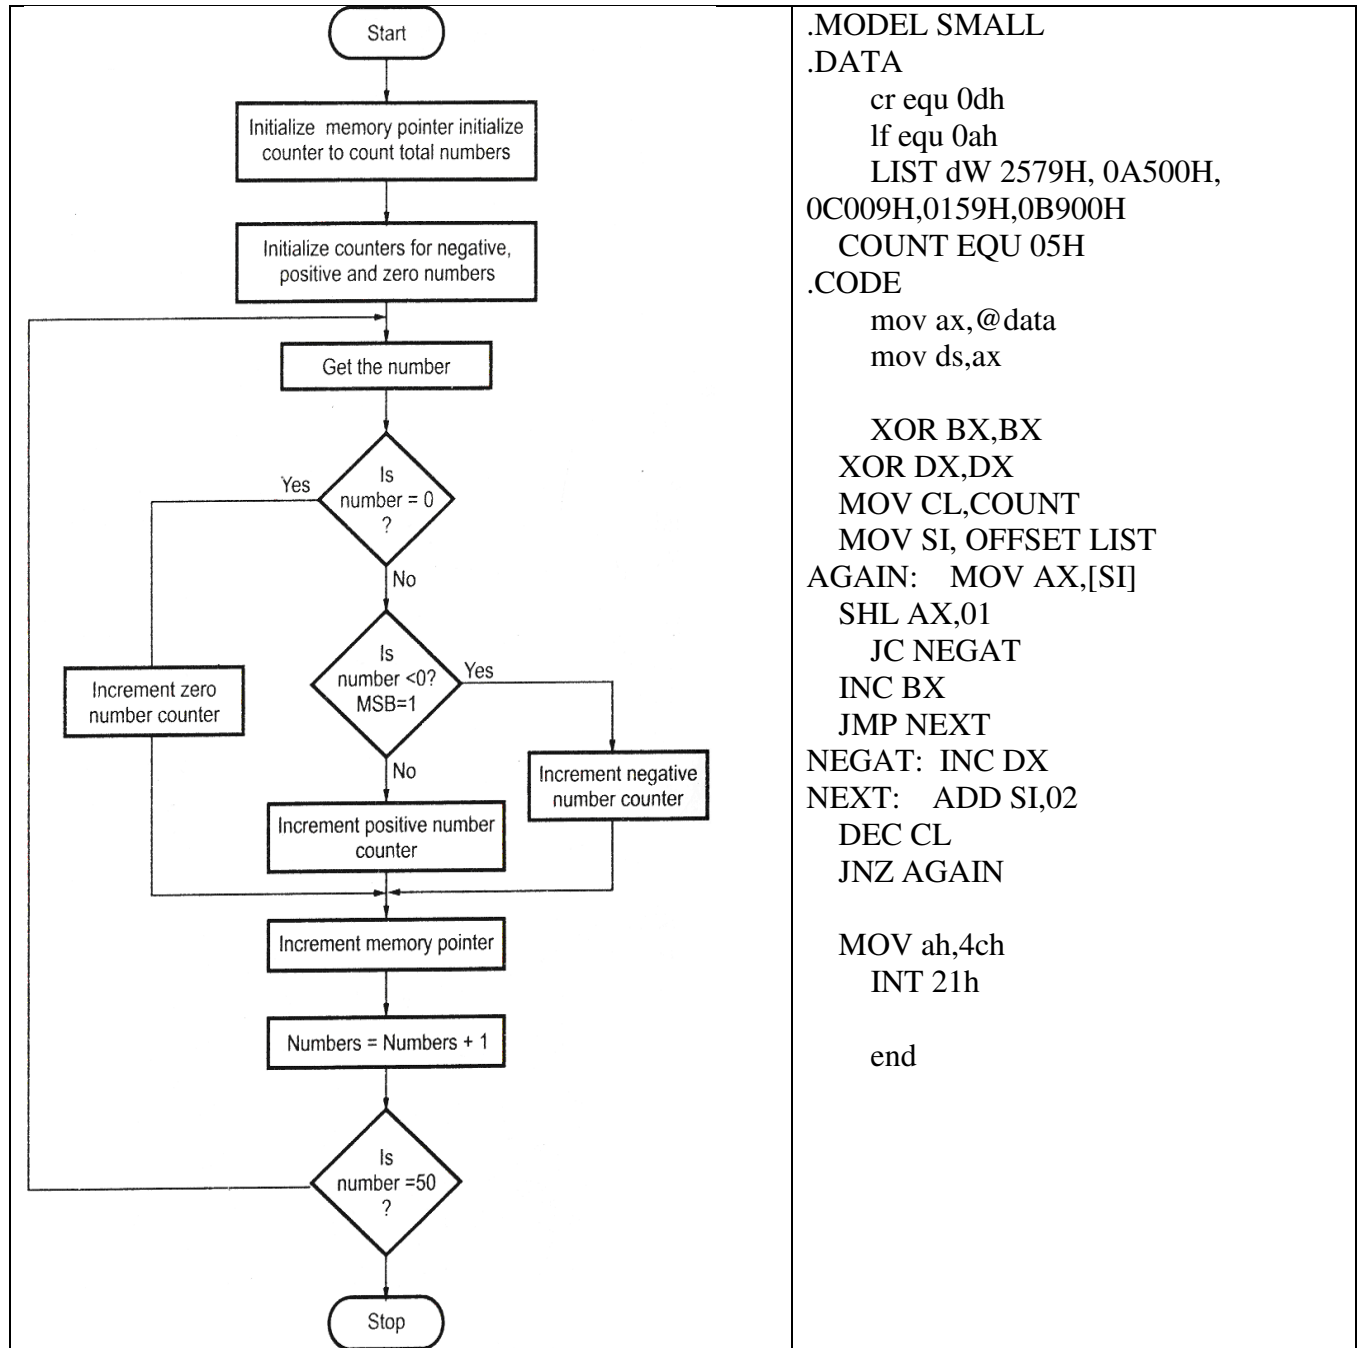 Start
Initialize memory pointer initialize
counter to count total numbers
Initialize counters for negative,
positive and zero numbers
Get the number
Is
number = 0
?
Yes
No
Is
number <0?
MSB=1
Yes
No
Increment zero
number counter
Increment negative
number counter
Increment positive number
counter
Increment memory pointer
Numbers = Numbers + 1
Is
number =50
?
Stop
.MODEL SMALL
.DATA
cr equ 0dh
lf equ 0ah
LIST dW 2579H, 0A500H,
0C009H,0159H,0B900H
COUNT EQU 05H
.CODE
mov ax,@data
mov ds,ax
XOR BX,BX
XOR DX,DX
MOV CL,COUNT
MOV SI, OFFSET LIST
AGAIN: MOV AX,[SI]
SHL AX,01
JC NEGAT
INC BX
JMP NEXT
NEGAT: INC DX
NEXT: ADD SI,02
DEC CL
JNZ AGAIN
MOV ah,4ch
INT 21h
end